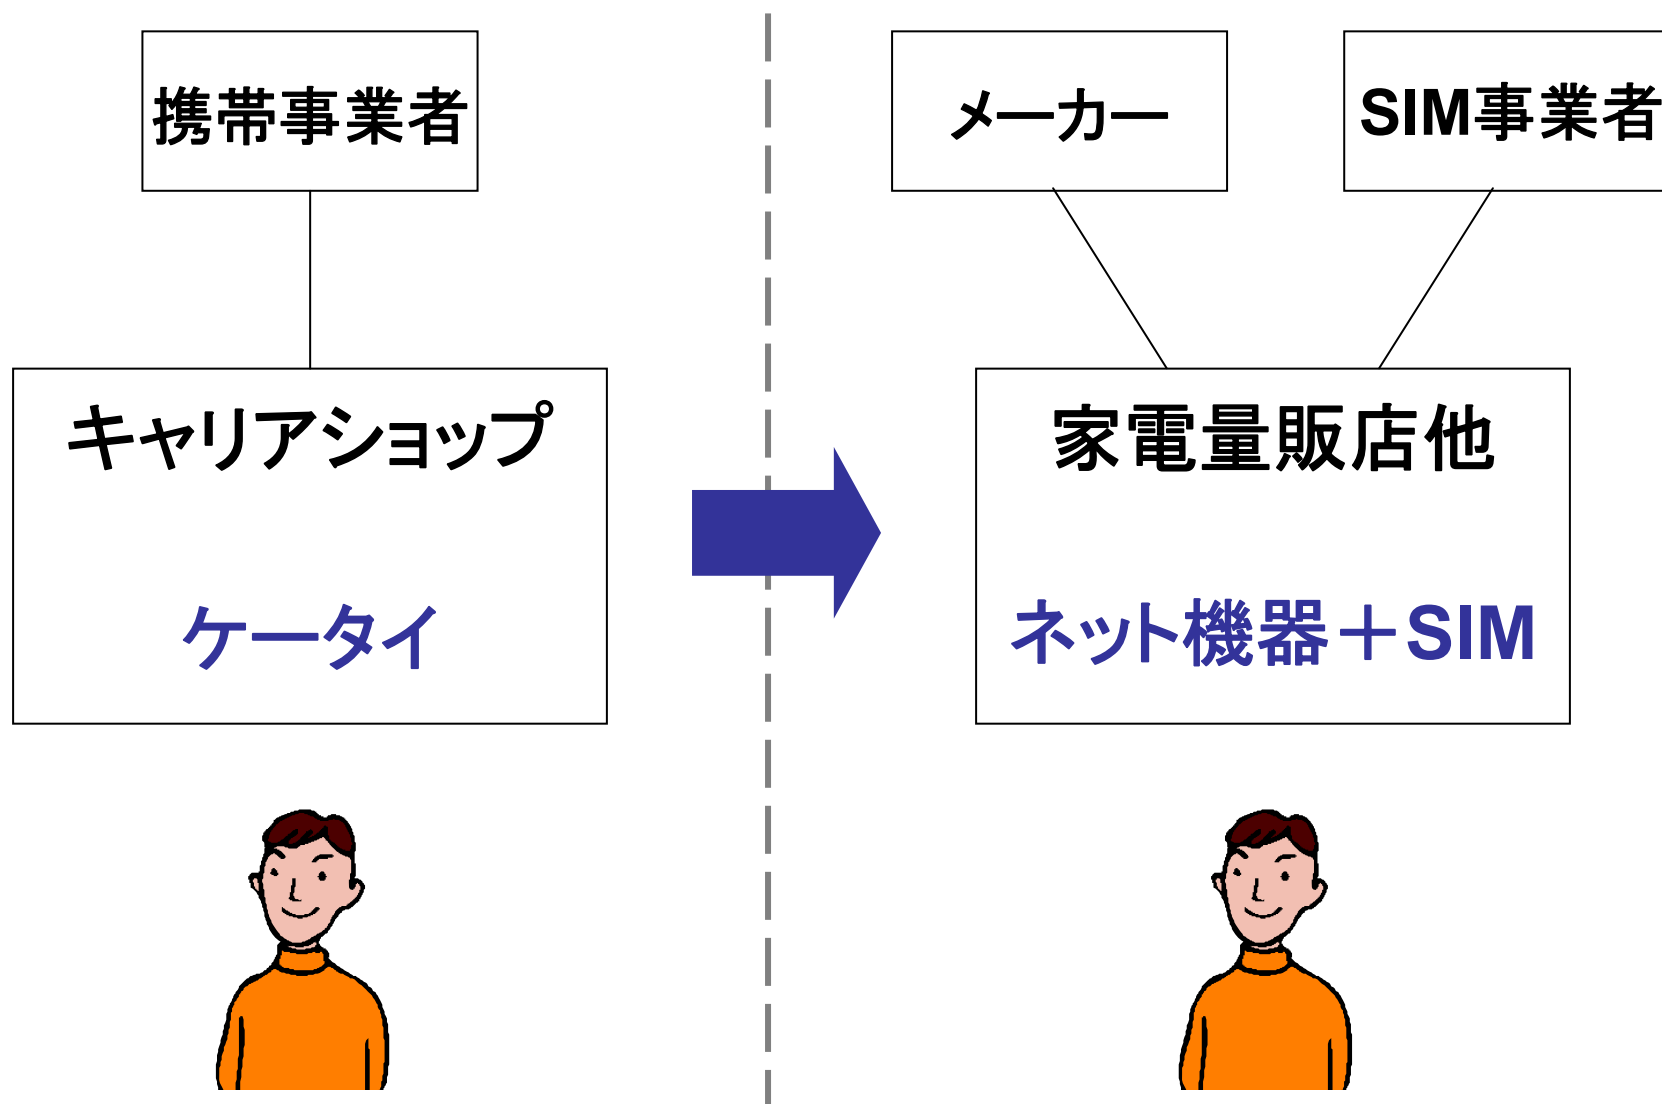 携帯事業者
キャリアショップ
ケータイ
メーカー
SIM事業者
家電量販店他
ネット機器＋SIM